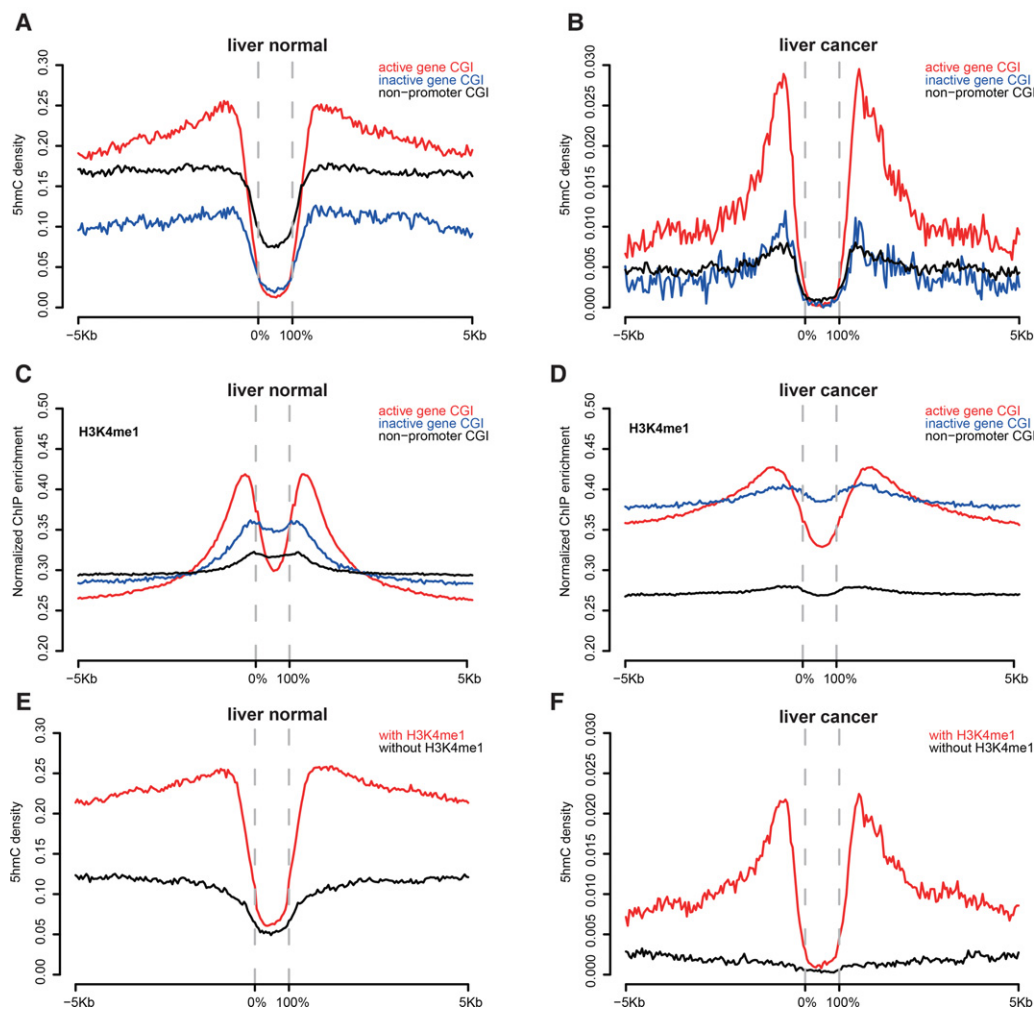 A
liver normal
active gene CGI
inactive gene CGI
non−promoter CGI
5hmC density
0.00 0.05 0.10 0.15 0.20 0.25 0.30
−5Kb 0% 100% 5Kb
B
liver cancer
active gene CGI
inactive gene CGI
non−promoter CGI
5hmC density
0.000 0.005 0.010 0.015 0.020 0.025 0.030
−5Kb 0% 100% 5Kb
C
liver normal
H3K4me1
active gene CGI
inactive gene CGI
non−promoter CGI
Normalized ChIP enrichment
0.20 0.25 0.30 0.35 0.40 0.45 0.50
−5Kb 0% 100% 5Kb
D
liver cancer
H3K4me1
active gene CGI
inactive gene CGI
non−promoter CGI
Normalized ChIP enrichment
0.20 0.25 0.30 0.35 0.40 0.45 0.50
−5Kb 0% 100% 5Kb
E
liver normal
with H3K4me1
without H3K4me1
5hmC density
0.00 0.05 0.10 0.15 0.20 0.25 0.30
−5Kb 0% 100% 5Kb
F
liver cancer
with H3K4me1
without H3K4me1
5hmC density
0.000 0.005 0.010 0.015 0.020 0.025 0.030
−5Kb 0% 100% 5Kb